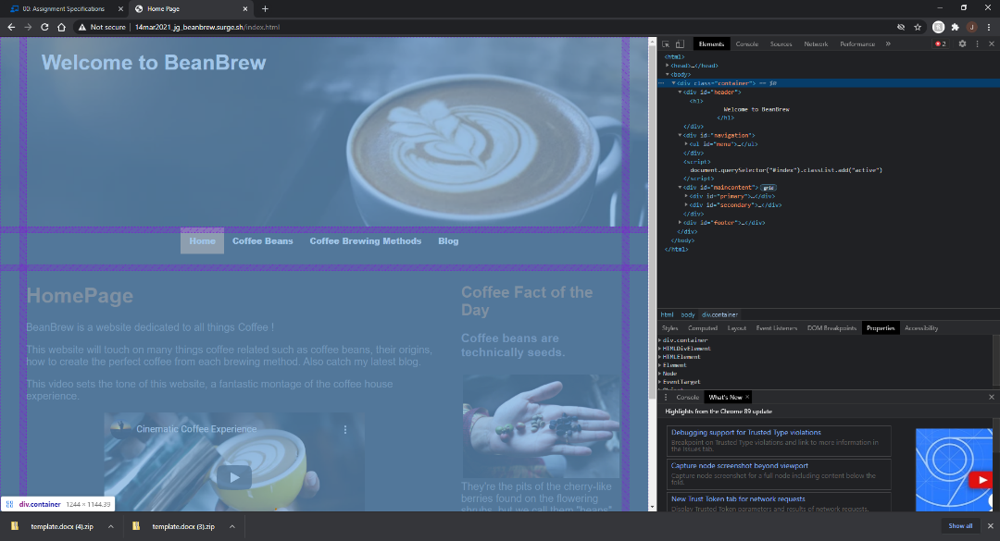 00: Assignment Specifications
Home Page
Not secure
14mar2021_jg_beanbrew.surge.sh/index.html
J
Welcome to BeanBrew
Home
Coffee Beans
Coffee Brewing Methods
Blog
HomePage
BeanBrew is a website dedicated to all things Coffee !
This website will touch on many things coffee related such as coffee beans, their origins,
how to create the perfect coffee from each brewing method. Also catch my latest blog.
This video sets the tone of this website, a fantastic montage of the coffee house
experience.
Cinematic Coffee Experience
Coffee Fact of the
Day
Coffee beans are
technically seeds.
They're the pits of the cherry-like
berries found on the flowering
shrubs, but we call them "beans"
div.container 1244 × 1144.39
Elements Console Sources Network Performance » 2
<html>
<head>…</head>
<body>
<div class="container"> == $0
<div id="header">
<h1>
Welcome to BeanBrew
</h1>
</div>
<div id="navigation">
<ul id="menu">…</ul>
</div>
<script>
document.querySelector("#index").classList.add("active")
</script>
<div id="maincontent"> grid
<div id="primary">…</div>
<div id="secondary">…</div>
</div>
<div id="footer">…</div>
</div>
</body>
</html>
html body div.container
Styles Computed Layout Event Listeners DOM Breakpoints Properties Accessibility
div.container
HTMLDivElement
HTMLElement
Element
Node
EventTarget
Console What's New ×
Highlights from the Chrome 89 update
Debugging support for Trusted Type violations
Breakpoint on Trusted Type violations and link to more information in
the Issues tab.
Capture node screenshot beyond viewport
Capture node screenshot for a full node including content below the
fold.
New Trust Token tab for network requests
Display Trusted Token parameters and results of network requests.
template.docx (4).zip
template.docx (3).zip
Show all